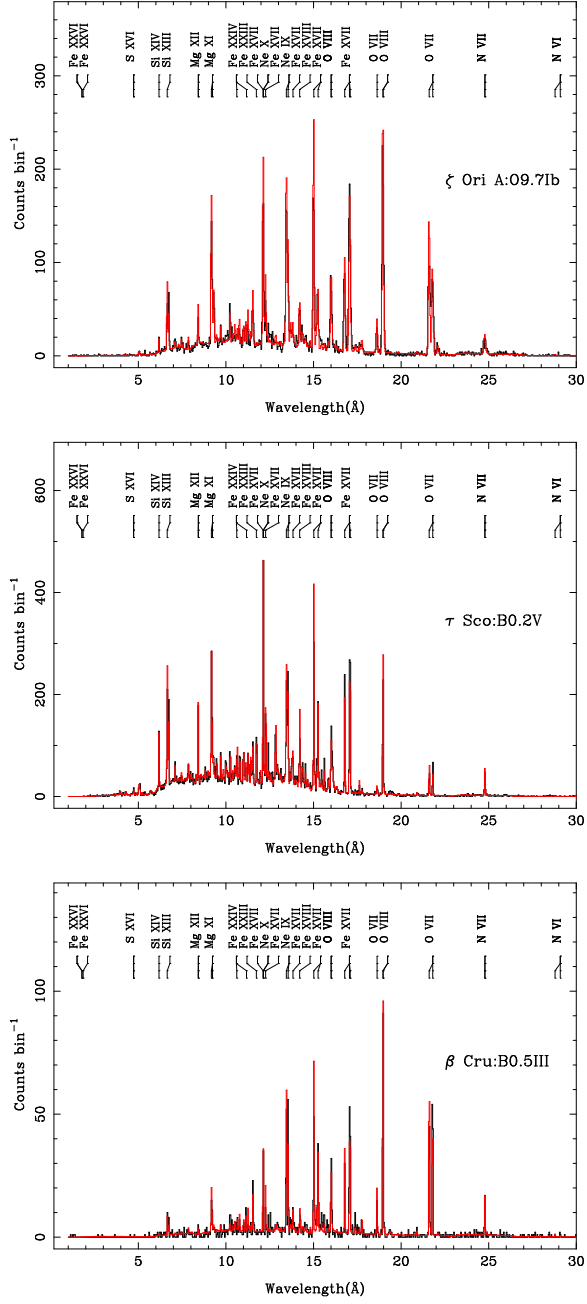 Fe XXVI
Fe XXVI
S XVI
Si XIV
Si XIII
Mg XII
Mg XI
Fe XXIV
Fe XXIII
Fe XVII
Ne X
Fe XVII
Ne IX
Fe XVII
Fe XVIII
Fe XVII
O VIII
Fe XVII
O VII
O VIII
O VII
N VII
N VI
300
200
100
0
Counts bin⁻¹
ζ Ori A:O9.7Ib
5 10 15 20 25 30
Wavelength(Å)
Fe XXVI
Fe XXVI
S XVI
Si XIV
Si XIII
Mg XII
Mg XI
Fe XXIV
Fe XXIII
Fe XVII
Ne X
Fe XVII
Ne IX
Fe XVII
Fe XVIII
Fe XVII
O VIII
Fe XVII
O VII
O VIII
O VII
N VII
N VI
600
400
200
0
Counts bin⁻¹
τ Sco:B0.2V
5 10 15 20 25 30
Wavelength(Å)
Fe XXVI
Fe XXVI
S XVI
Si XIV
Si XIII
Mg XII
Mg XI
Fe XXIV
Fe XXIII
Fe XVII
Ne X
Fe XVII
Ne IX
Fe XVII
Fe XVIII
Fe XVII
O VIII
Fe XVII
O VII
O VIII
O VII
N VII
N VI
100
50
0
Counts bin⁻¹
β Cru:B0.5III
5 10 15 20 25 30
Wavelength(Å)